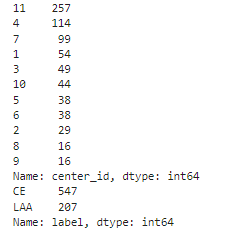 11    257
4     114
7      99
1      54
3      49
10     44
5      38
6      38
2      29
8      16
9      16
Name: center_id, dtype: int64
CE     547
LAA    207
Name: label, dtype: int64